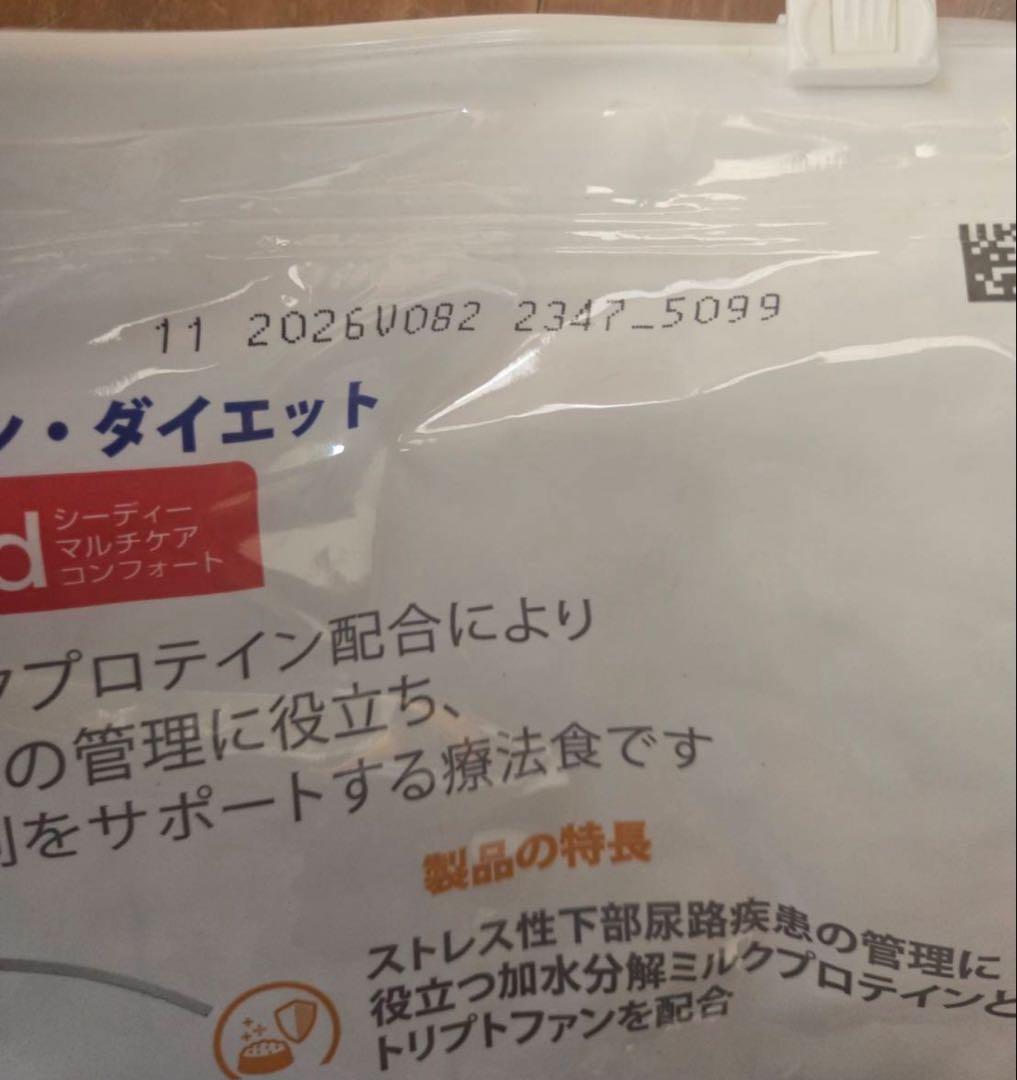 11 2026V082 2347_5099
ン・ダイエット
d
シーディー
マルチケア
コンフォート
クプロテイン配合により
の管理に役立ち、
をサポートする療法食です
製品の特長
ストレス性下部尿路疾患の管理に
役立つ加水分解ミルクプロテインと
トリプトファンを配合